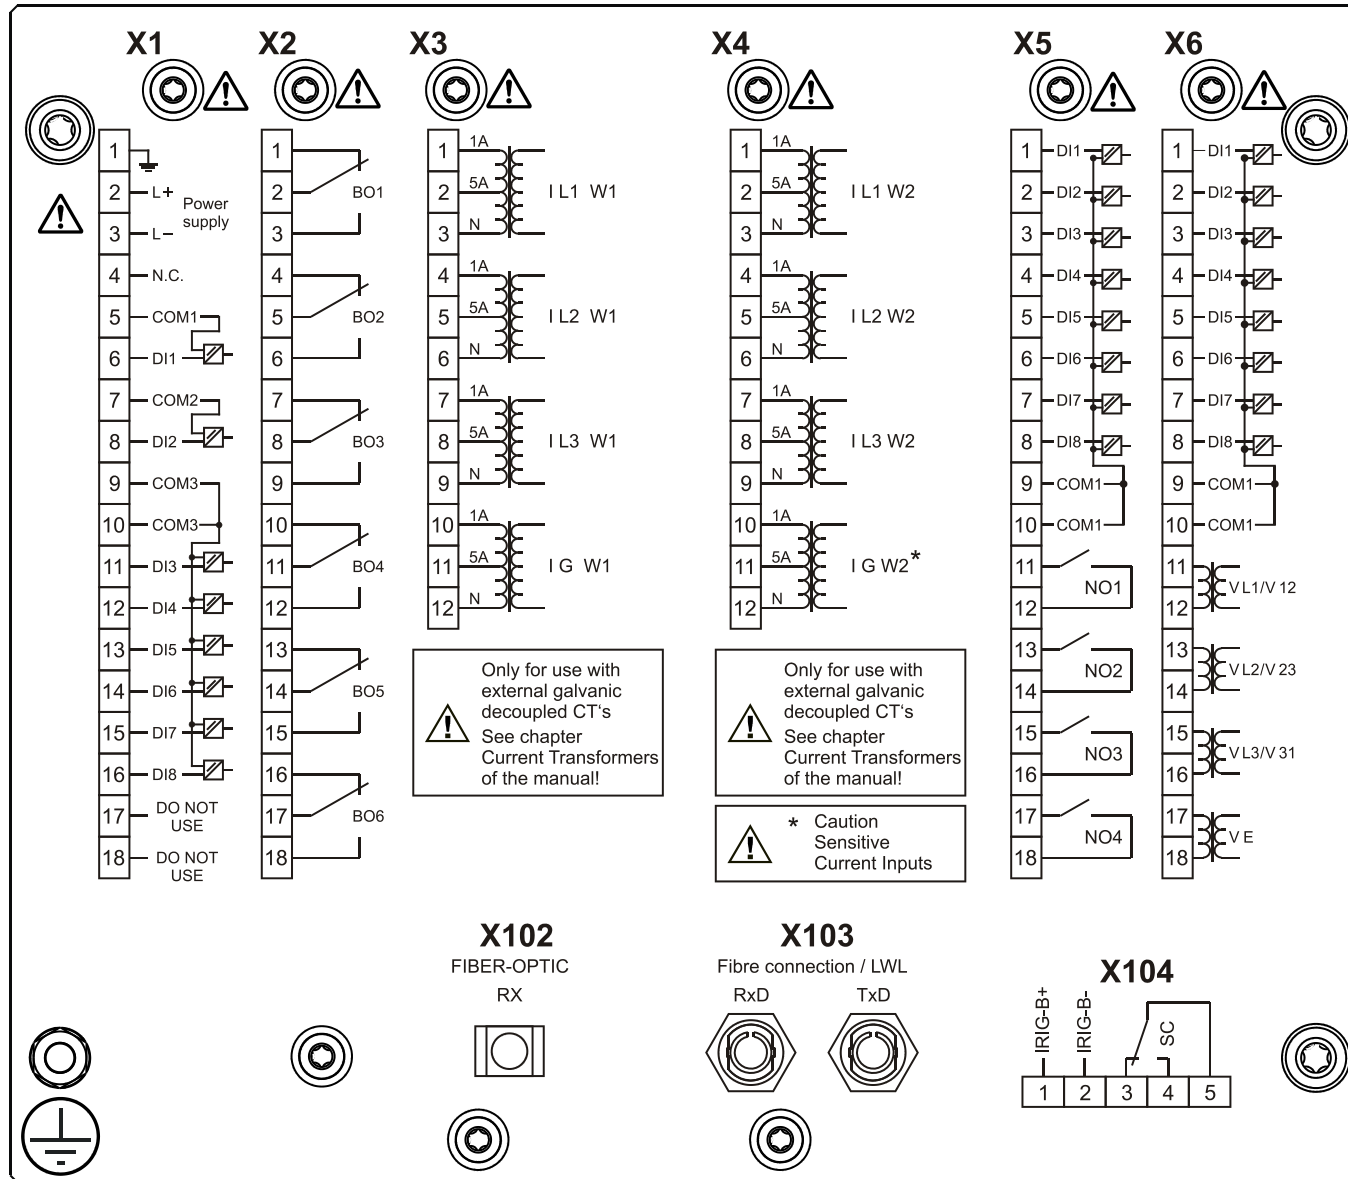 X1 X2 X3 X4 X5 X6
1
2 L+
Power
supply
3 L–
4 N.C.
5 COM1
6 DI1
7 COM2
8 DI2
9 COM3
10 COM3
11 DI3
12 DI4
13 DI5
14 DI6
15 DI7
16 DI8
17 DO NOT
USE
18 DO NOT
USE
1
2 BO1
3
4
5 BO2
6
7
8 BO3
9
10
11 BO4
12
13
14 BO5
15
16
17 BO6
18
1 1A
2 5A I L1 W1
3 N
4 1A
5 5A I L2 W1
6 N
7 1A
8 5A I L3 W1
9 N
10 1A
11 5A I G W1
12 N
Only for use with
external galvanic
decoupled CT's
See chapter
Current Transformers
of the manual!
1 1A
2 5A I L1 W2
3 N
4 1A
5 5A I L2 W2
6 N
7 1A
8 5A I L3 W2
9 N
10 1A
11 5A I G W2*
12 N
Only for use with
external galvanic
decoupled CT's
See chapter
Current Transformers
of the manual!
* Caution
Sensitive
Current Inputs
1 DI1
2 DI2
3 DI3
4 DI4
5 DI5
6 DI6
7 DI7
8 DI8
9 COM1
10 COM1
11
NO1
12
13
NO2
14
15
NO3
16
17
NO4
18
1 DI1
2 DI2
3 DI3
4 DI4
5 DI5
6 DI6
7 DI7
8 DI8
9 COM1
10 COM1
11
V L1/V 12
12
13
V L2/V 23
14
15
V L3/V 31
16
17
V E
18
X102
FIBER-OPTIC
RX
X103
Fibre connection / LWL
RxD TxD
X104
IRIG-B+
IRIG-B-
SC
1 2 3 4 5